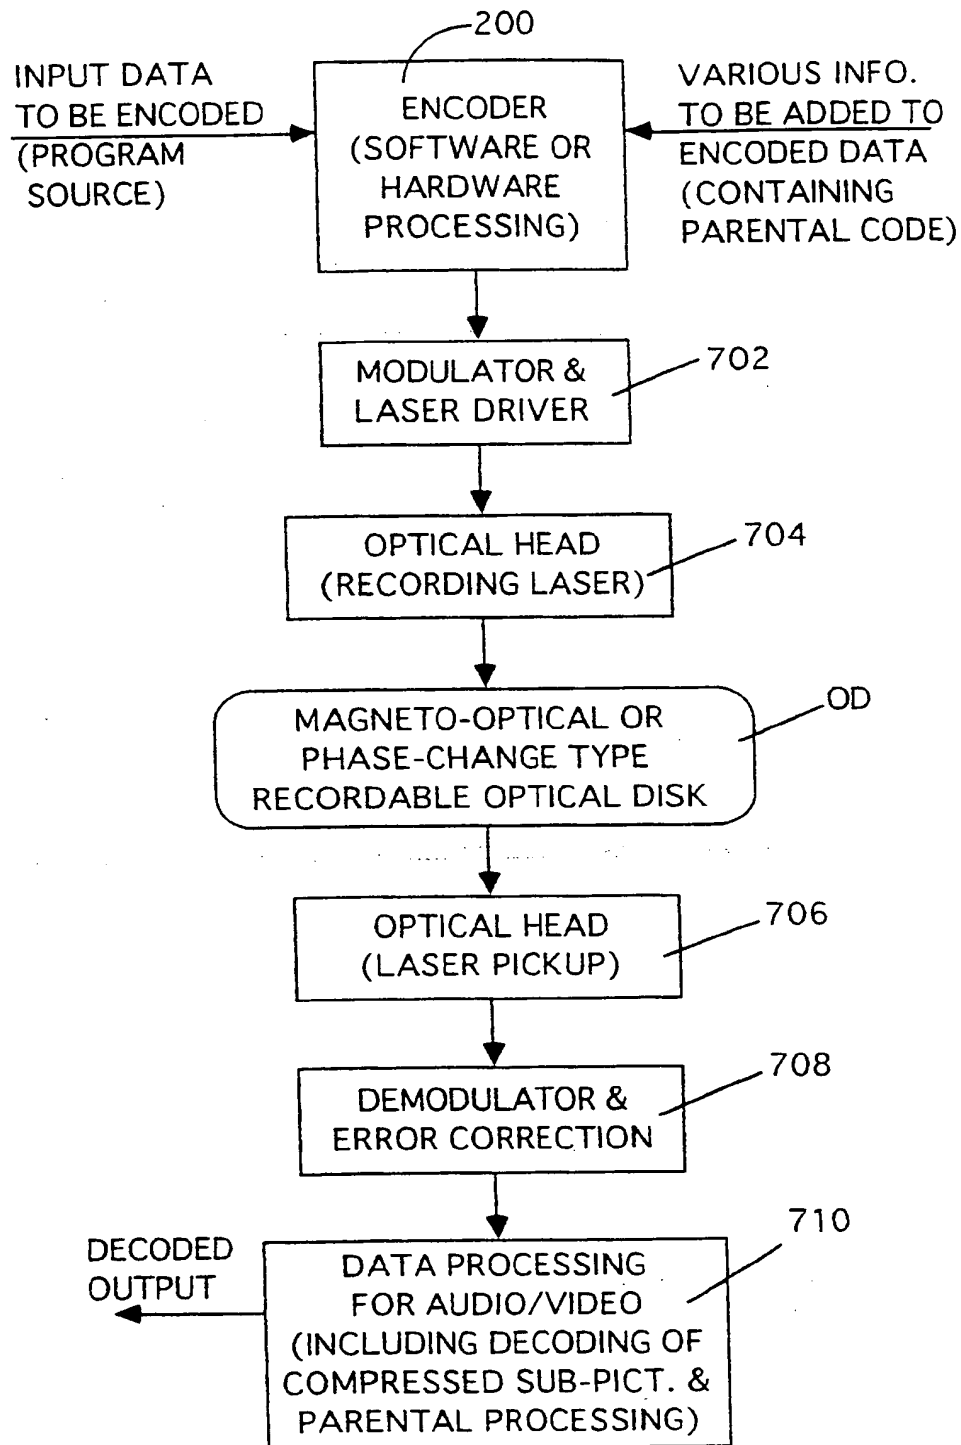 200
INPUT DATA
TO BE ENCODED
(PROGRAM
SOURCE)
ENCODER
(SOFTWARE OR
HARDWARE
PROCESSING)
VARIOUS INFO.
TO BE ADDED TO
ENCODED DATA
(CONTAINING
PARENTAL CODE)
702
MODULATOR &
LASER DRIVER
704
OPTICAL HEAD
(RECORDING LASER)
OD
MAGNETO-OPTICAL OR
PHASE-CHANGE TYPE
RECORDABLE OPTICAL DISK
706
OPTICAL HEAD
(LASER PICKUP)
708
DEMODULATOR &
ERROR CORRECTION
710
DECODED
OUTPUT
DATA PROCESSING
FOR AUDIO/VIDEO
(INCLUDING DECODING OF
COMPRESSED SUB-PICT. &
PARENTAL PROCESSING)